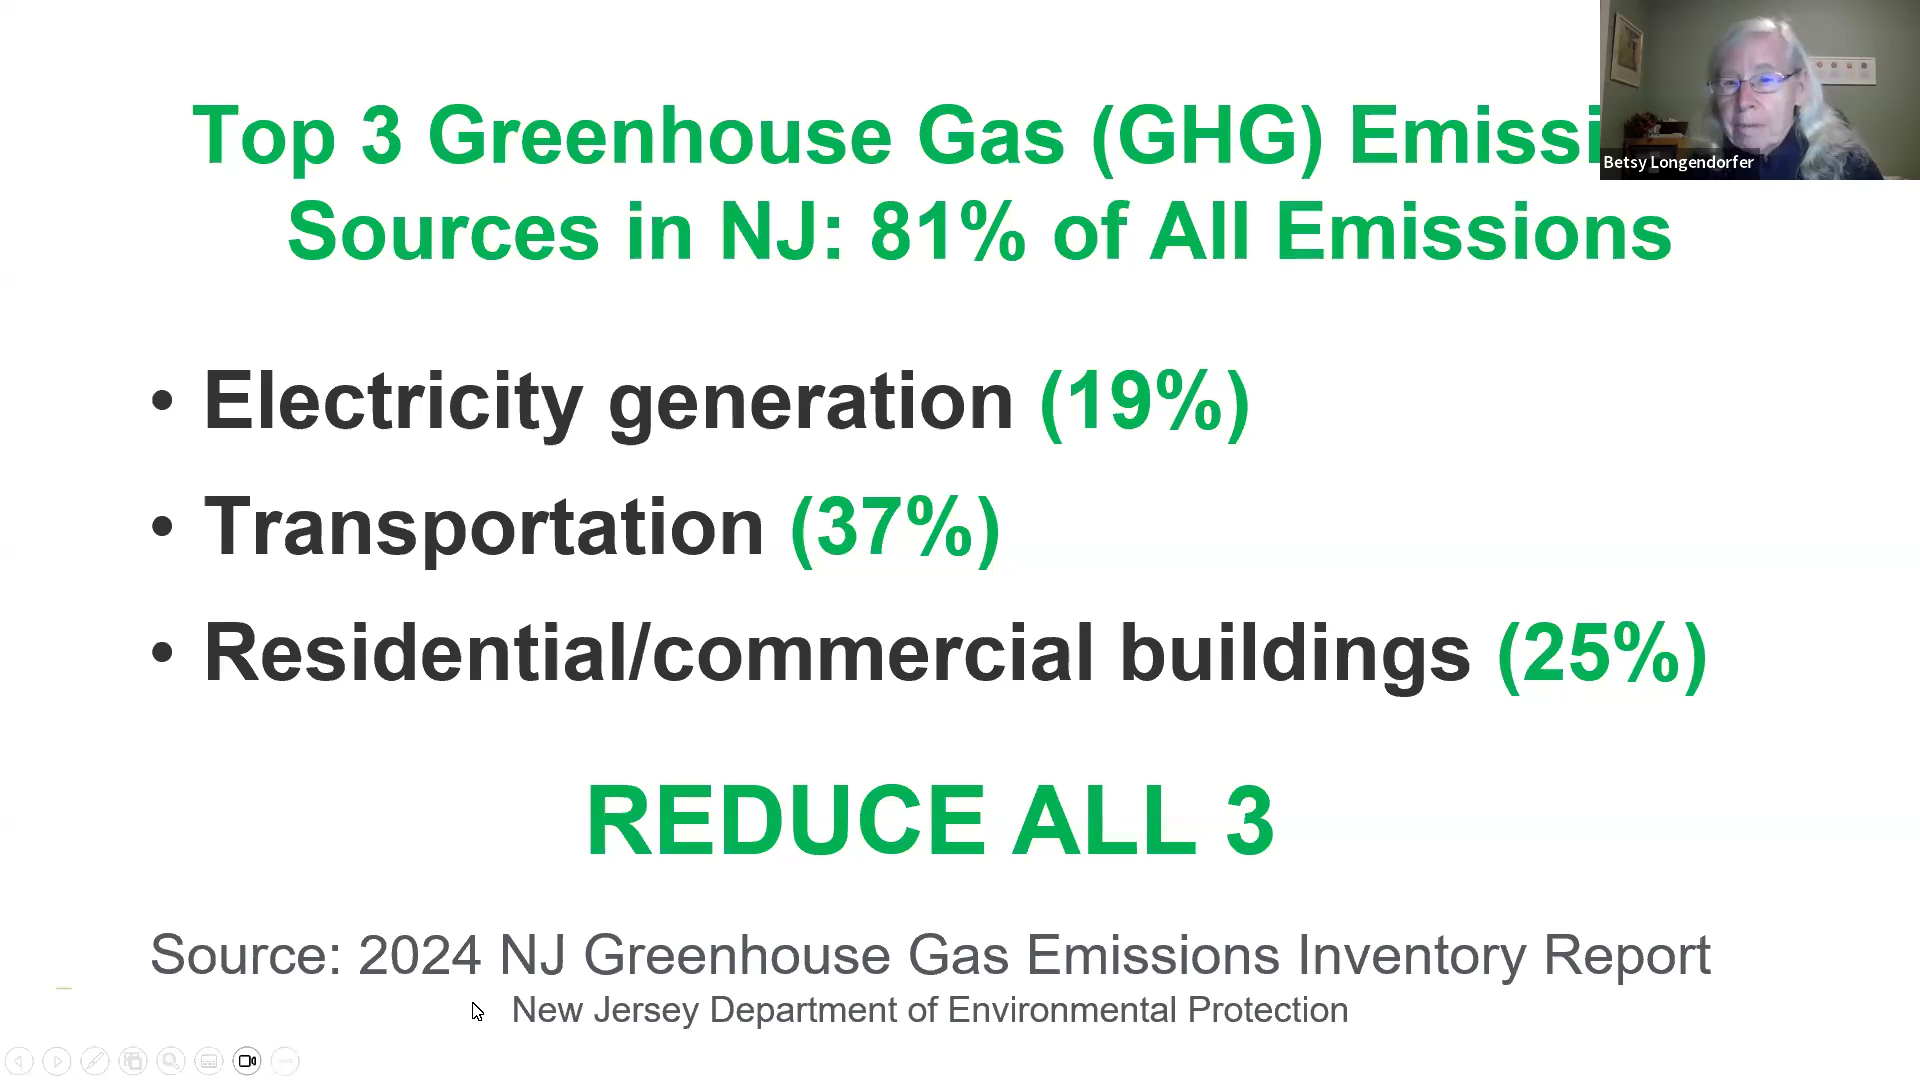 Top 3 Greenhouse Gas (GHG) Emissi
Betsy Longendorfer
Sources in NJ: 81% of All Emissions
• Electricity generation (19%)
• Transportation (37%)
• Residential/commercial buildings (25%)
REDUCE ALL 3
Source: 2024 NJ Greenhouse Gas Emissions Inventory Report
New Jersey Department of Environmental Protection